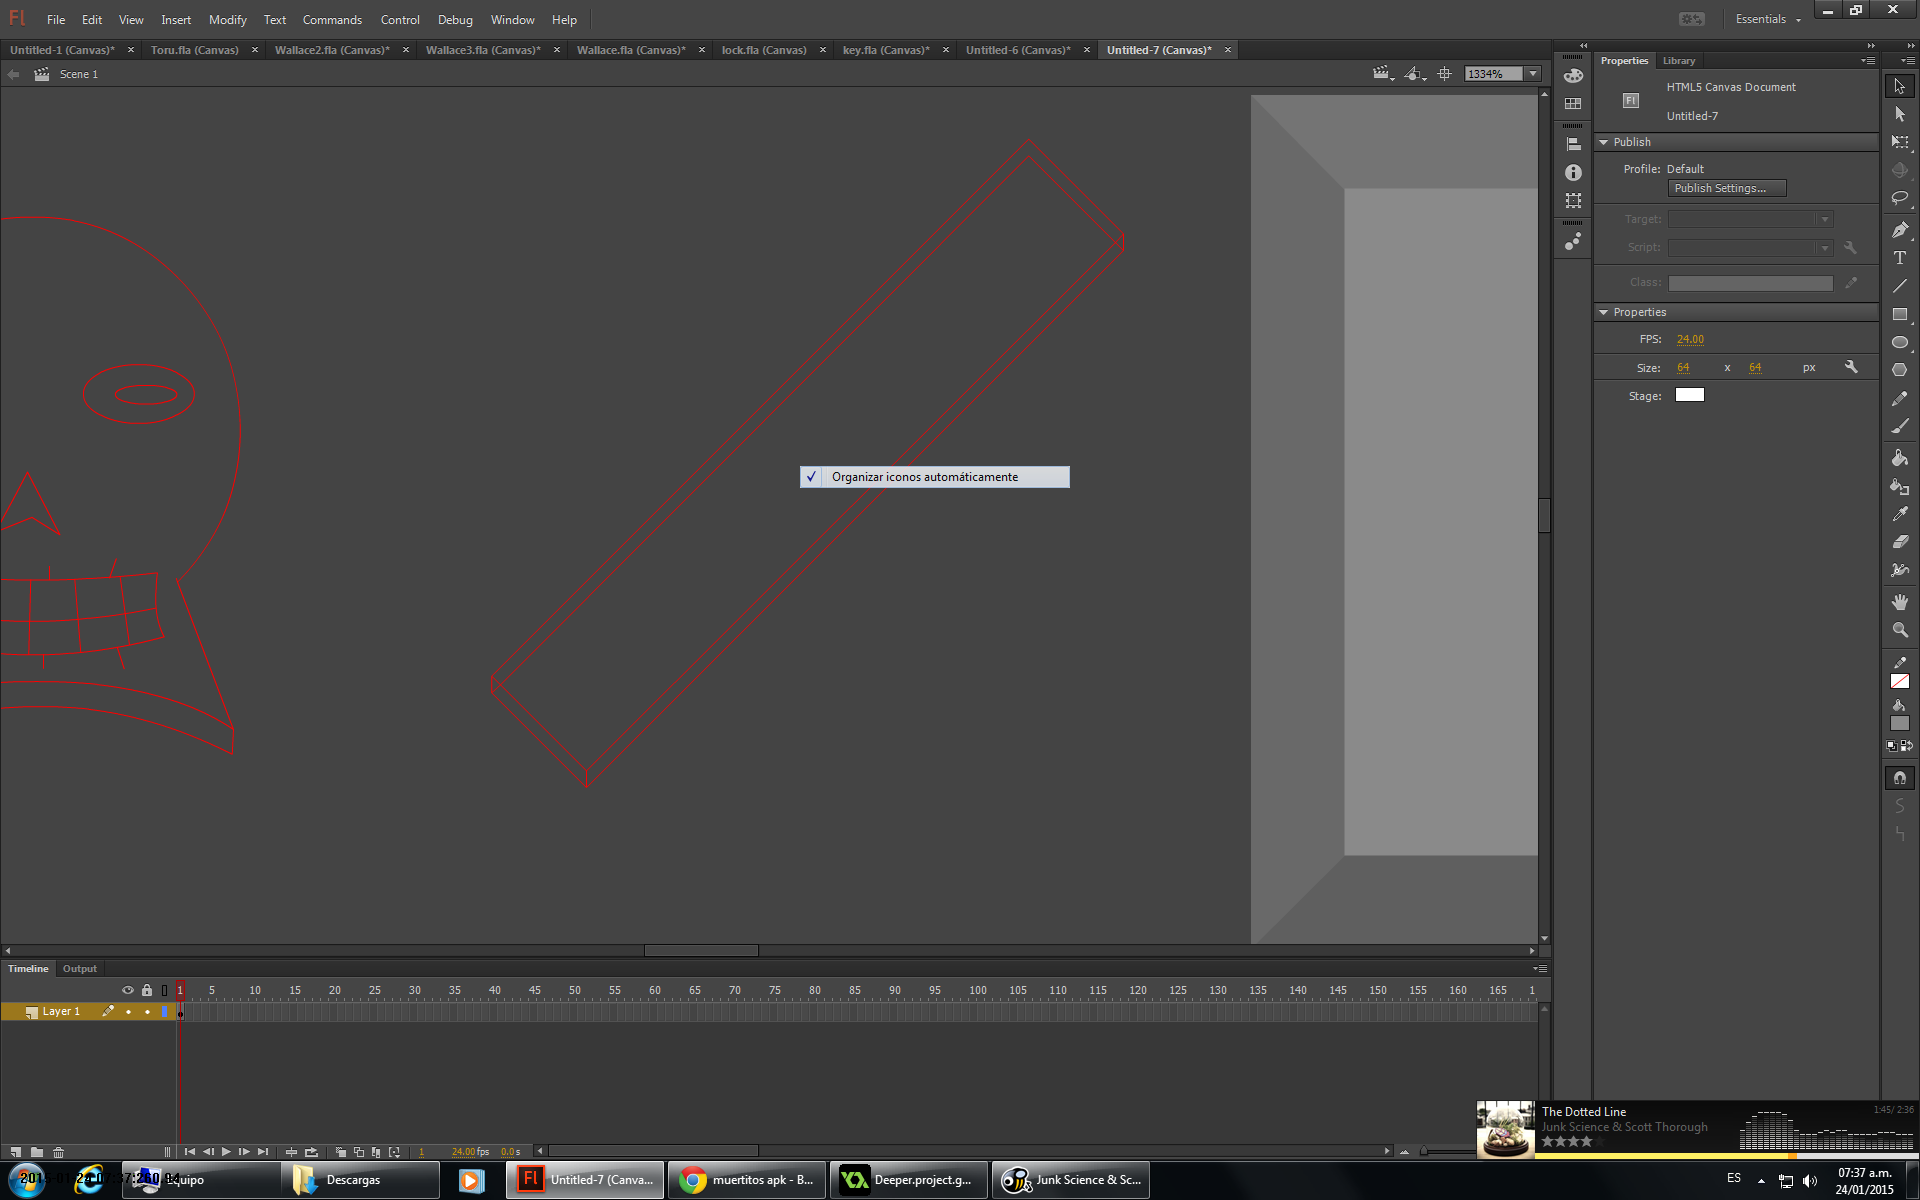 Fl File Edit View Insert Modify Text Commands Control Debug Window Help Essentials
Untitled-1 (Canvas)* × Toru.fla (Canvas) × Wallace2.fla (Canvas)* × Wallace3.fla (Canvas)* × Wallace.fla (Canvas)* × lock.fla (Canvas) × key.fla (Canvas)* × Untitled-6 (Canvas)* × Untitled-7 (Canvas)* ×
Scene 1 1334%
Properties Library
Fl HTML5 Canvas Document
Untitled-7
Publish
Profile: Default
Publish Settings...
Target:
Script:
Class:
Properties
FPS: 24.00
Size: 64 x 64 px
Stage:
✓ Organizar iconos automáticamente
Timeline Output
1 5 10 15 20 25 30 35 40 45 50 55 60 65 70 75 80 85 90 95 100 105 110 115 120 125 130 135 140 145 150 155 160 165 1
Layer 1
1 24.00 fps 0.0 s
The Dotted Line 1:45/ 2:36
Junk Science & Scott Thorough
Equipo Descargas Untitled-7 (Canva... muertitos apk - B... Deeper.project.g... Junk Science & Sc... ES 07:37 a.m.
24/01/2015